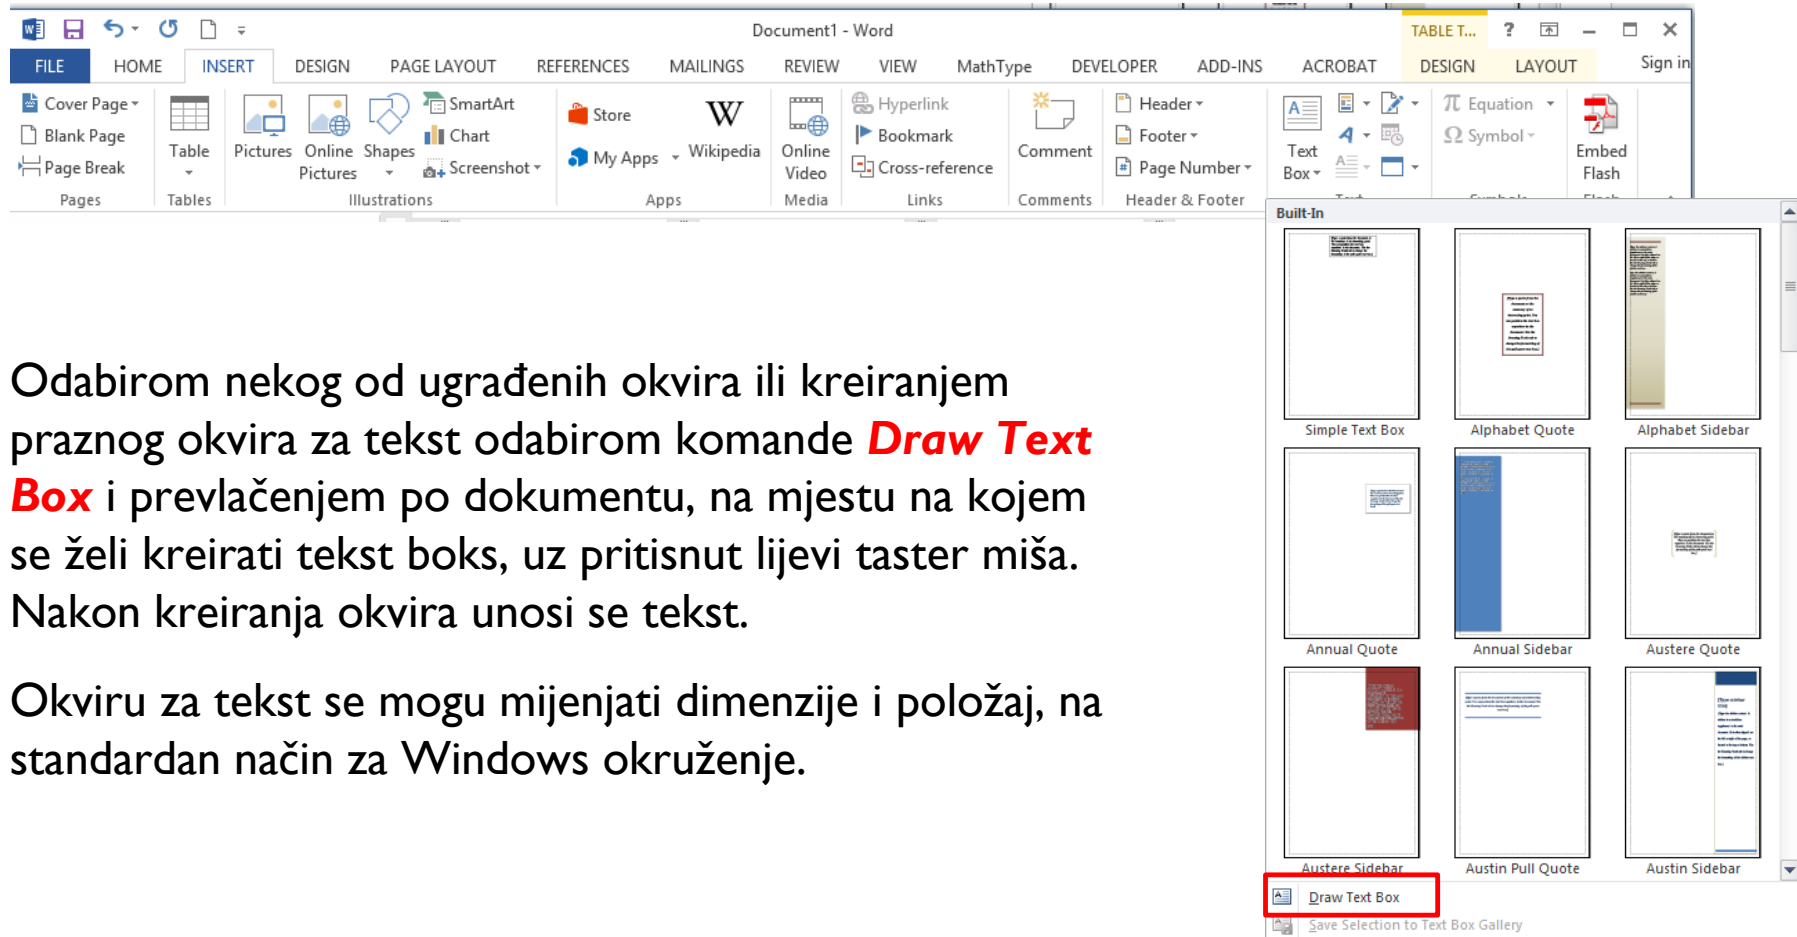 Document1 - Word
TABLE T...
?
FILE HOME INSERT DESIGN PAGE LAYOUT REFERENCES MAILINGS REVIEW VIEW MathType DEVELOPER ADD-INS ACROBAT DESIGN LAYOUT Sign in
Cover Page
Blank Page
Page Break
Pages
Table
Tables
Pictures
Online
Pictures
Shapes
SmartArt
Chart
Screenshot
Illustrations
Store
My Apps
W
Wikipedia
Apps
Online
Video
Media
Hyperlink
Bookmark
Cross-reference
Links
Comment
Comments
Header
Footer
Page Number
Header & Footer
Text
Box
π Equation
Ω Symbol
Embed
Flash
Built-In
Simple Text Box
Alphabet Quote
Alphabet Sidebar
Annual Quote
Annual Sidebar
Austere Quote
Austere Sidebar
Austin Pull Quote
Austin Sidebar
Draw Text Box
Save Selection to Text Box Gallery
Odabirom nekog od ugrađenih okvira ili kreiranjem
praznog okvira za tekst odabirom komande Draw Text
Box i prevlačenjem po dokumentu, na mjestu na kojem
se želi kreirati tekst boks, uz pritisnut lijevi taster miša.
Nakon kreiranja okvira unosi se tekst.
Okviru za tekst se mogu mijenjati dimenzije i položaj, na
standardan način za Windows okruženje.